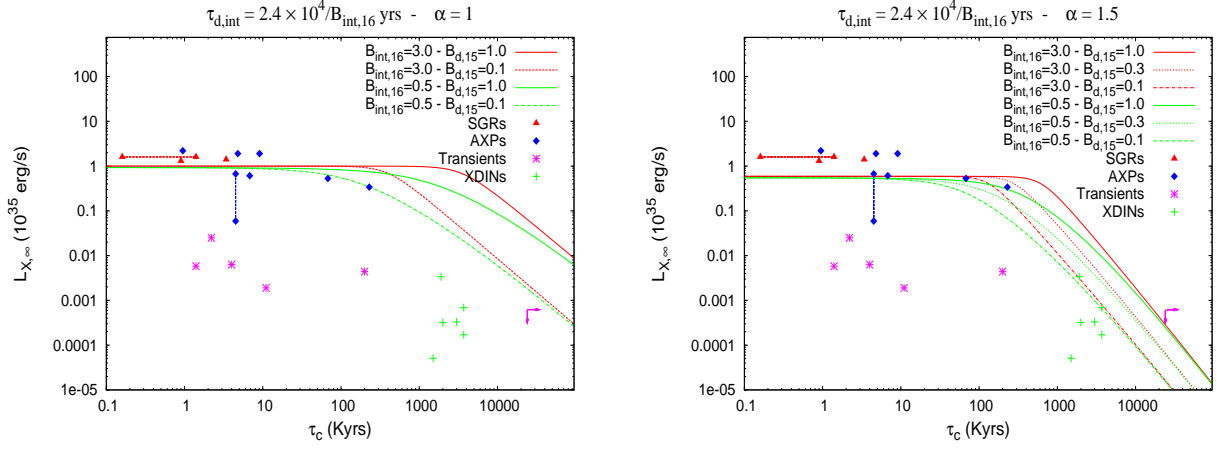 τd,int = 2.4 × 10^4/Bint,16 yrs - α = 1
Bint,16=3.0 - Bd,15=1.0
Bint,16=3.0 - Bd,15=0.1
Bint,16=0.5 - Bd,15=1.0
Bint,16=0.5 - Bd,15=0.1
SGRs
AXPs
Transients
XDINs
100
10
1
0.1
0.01
0.001
0.0001
1e-05
LX,∞ (10^35 erg/s)
0.1 1 10 100 1000 10000
τc (Kyrs)
τd,int = 2.4 × 10^4/Bint,16 yrs - α = 1.5
Bint,16=3.0 - Bd,15=1.0
Bint,16=3.0 - Bd,15=0.3
Bint,16=3.0 - Bd,15=0.1
Bint,16=0.5 - Bd,15=1.0
Bint,16=0.5 - Bd,15=0.3
Bint,16=0.5 - Bd,15=0.1
SGRs
AXPs
Transients
XDINs
100
10
1
0.1
0.01
0.001
0.0001
1e-05
LX,∞ (10^35 erg/s)
0.1 1 10 100 1000 10000
τc (Kyrs)